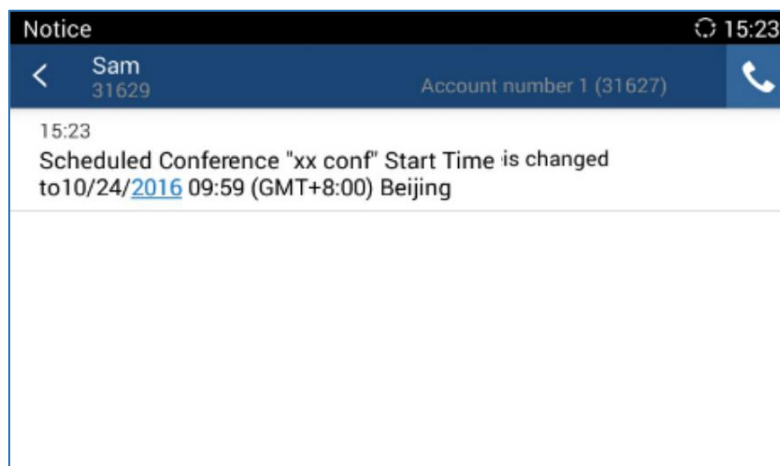 Notice 15:23
Sam
31629 Account number 1 (31627)
15:23
Scheduled Conference "xx conf" Start Time is changed
to10/24/2016 09:59 (GMT+8:00) Beijing